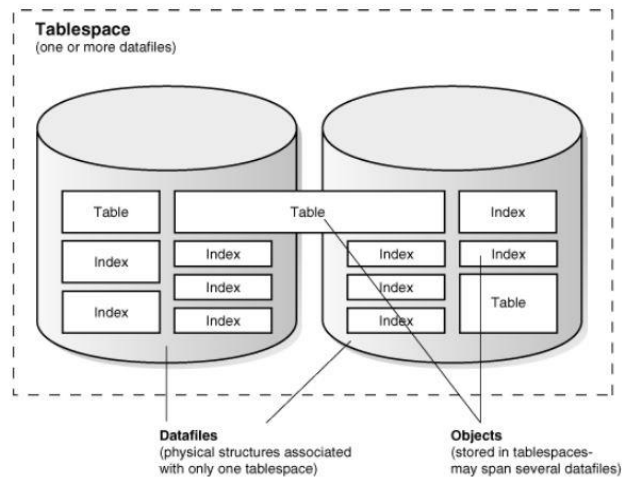 Tablespace
(one or more datafiles)
Table
Table
Index
Index
Index
Index
Index
Index
Index
Index
Index
Table
Index
Index
Datafiles
(physical structures associated
with only one tablespace)
Objects
(stored in tablespaces-
may span several datafiles)